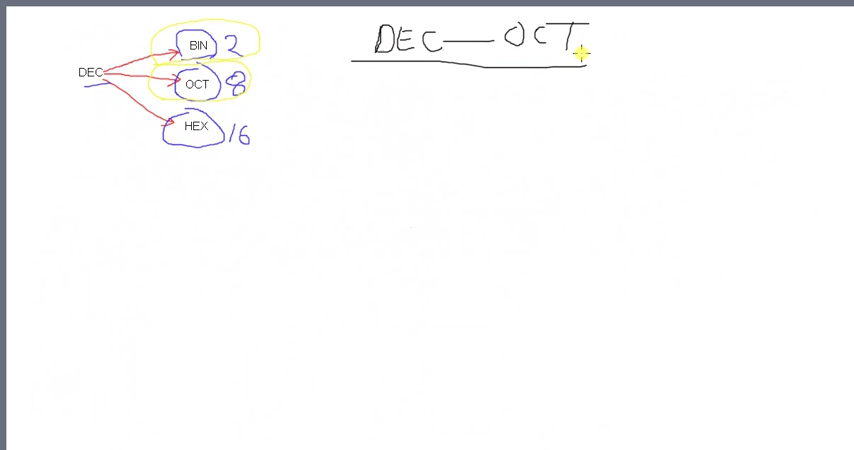 BIN 2
DEC
OCT 8
HEX 16
DEC — OCT